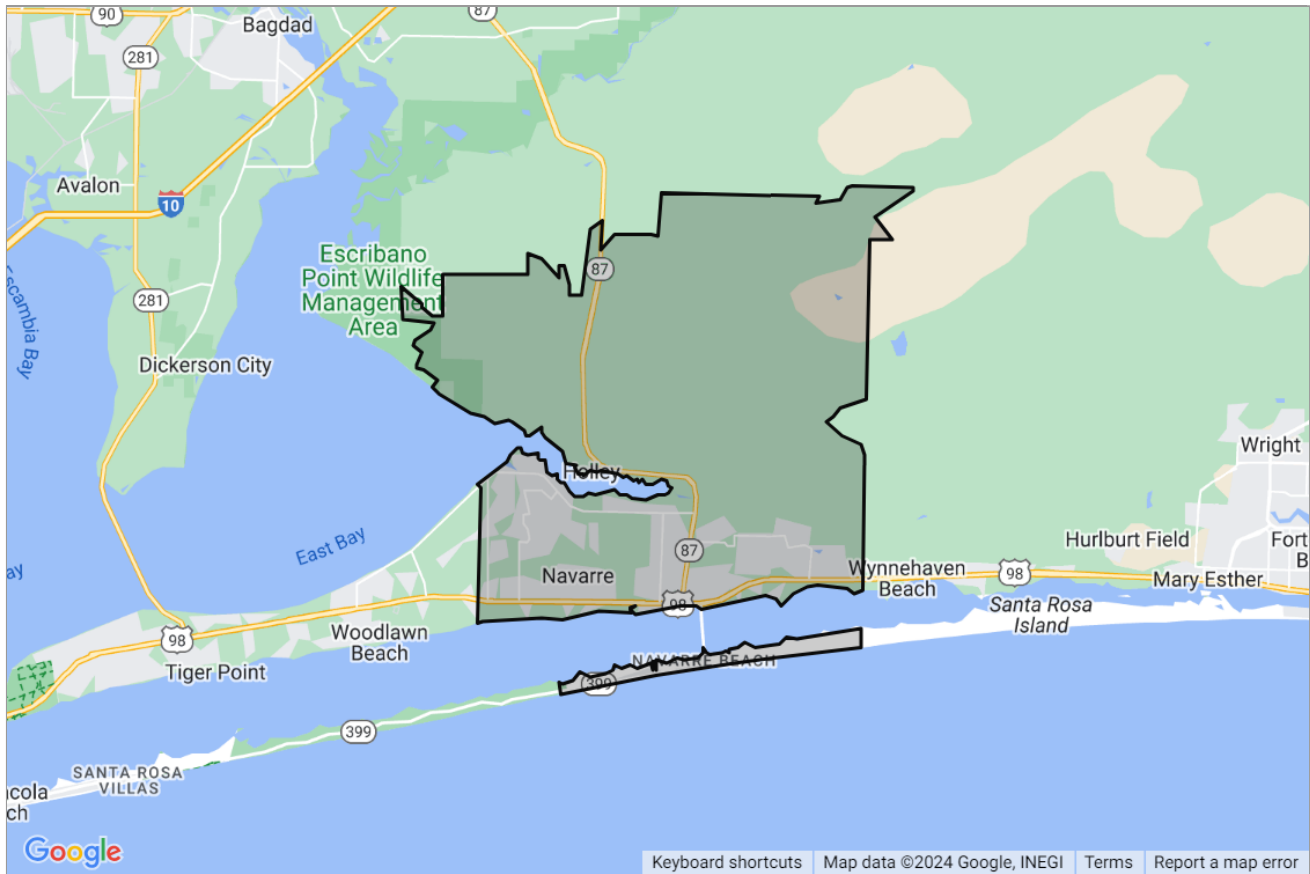 90
Bagdad
87
281
Avalon
10
Escribano
Point Wildlife
Management
Area
87
281
Escambia Bay
Dickerson City
Holley
Wright
East Bay
87
Hurlburt Field
Fort
B
Navarre
Wynnehaven
Beach
98
Mary Esther
98
Santa Rosa
Island
ay
98
Woodlawn
Beach
Tiger Point
NAVARRE BEACH
399
399
SANTA ROSA
VILLAS
acola
ch
Google
Keyboard shortcuts
Map data ©2024 Google, INEGI
Terms
Report a map error